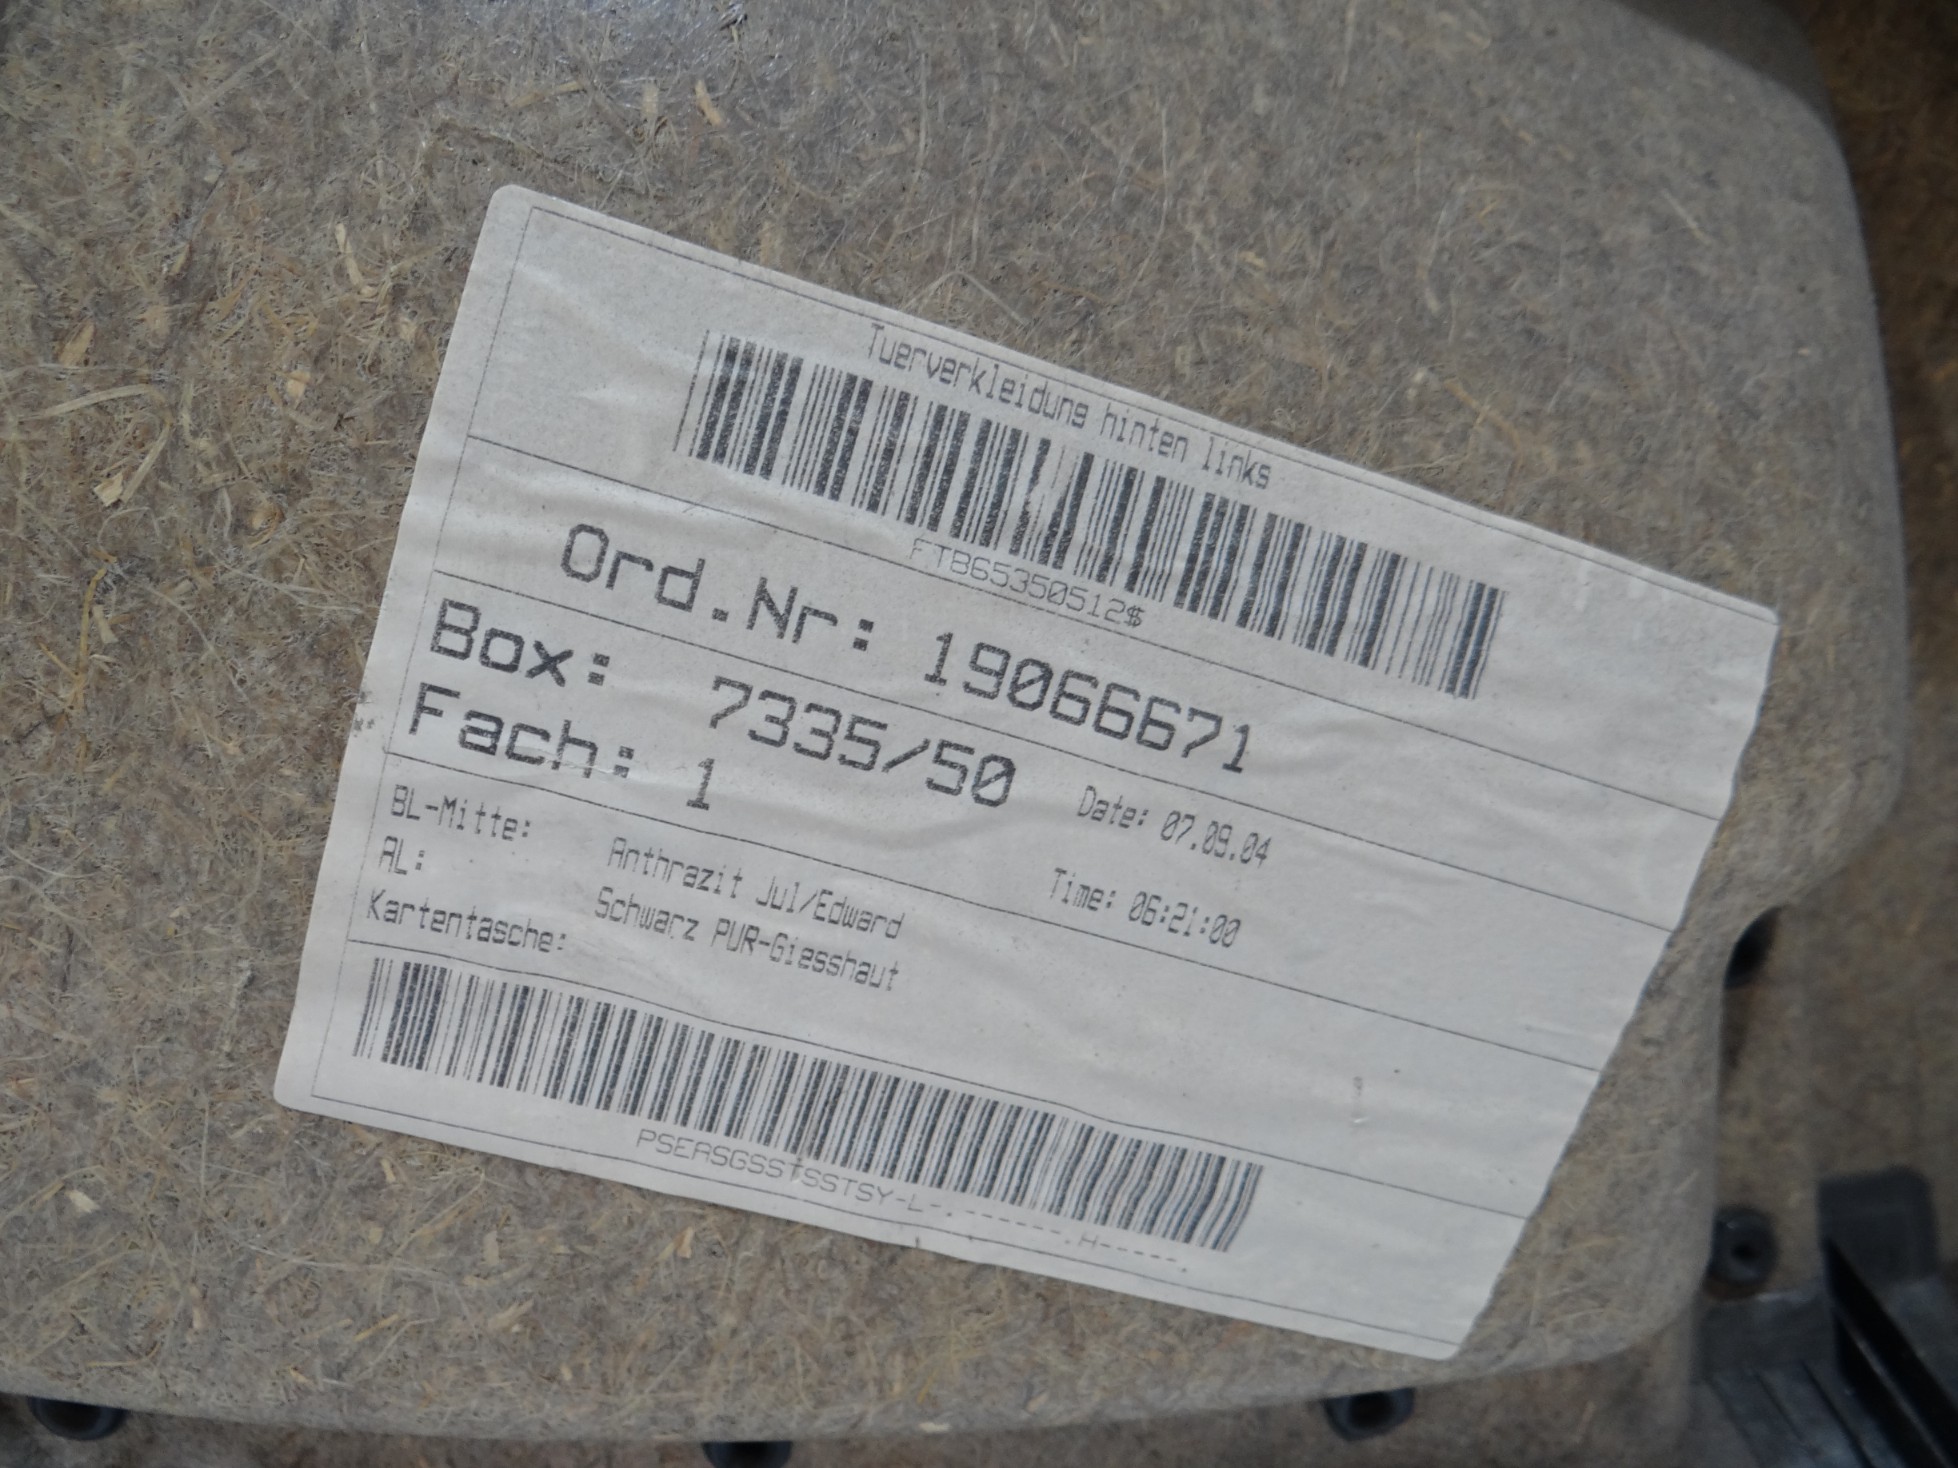 Tuerverkleidung hinten links
FTB65350512$
Ord.Nr: 19066671
Box: 7335/50
Fach: 1
Date: 07.09.04
Time: 06:21:00
BL-Mitte: Anthrazit Jul/Edward
AL: Schwarz PUR-Giesshaut
Kartentasche:
PSEASGSSTSSTSY-L-.-------.H-----.